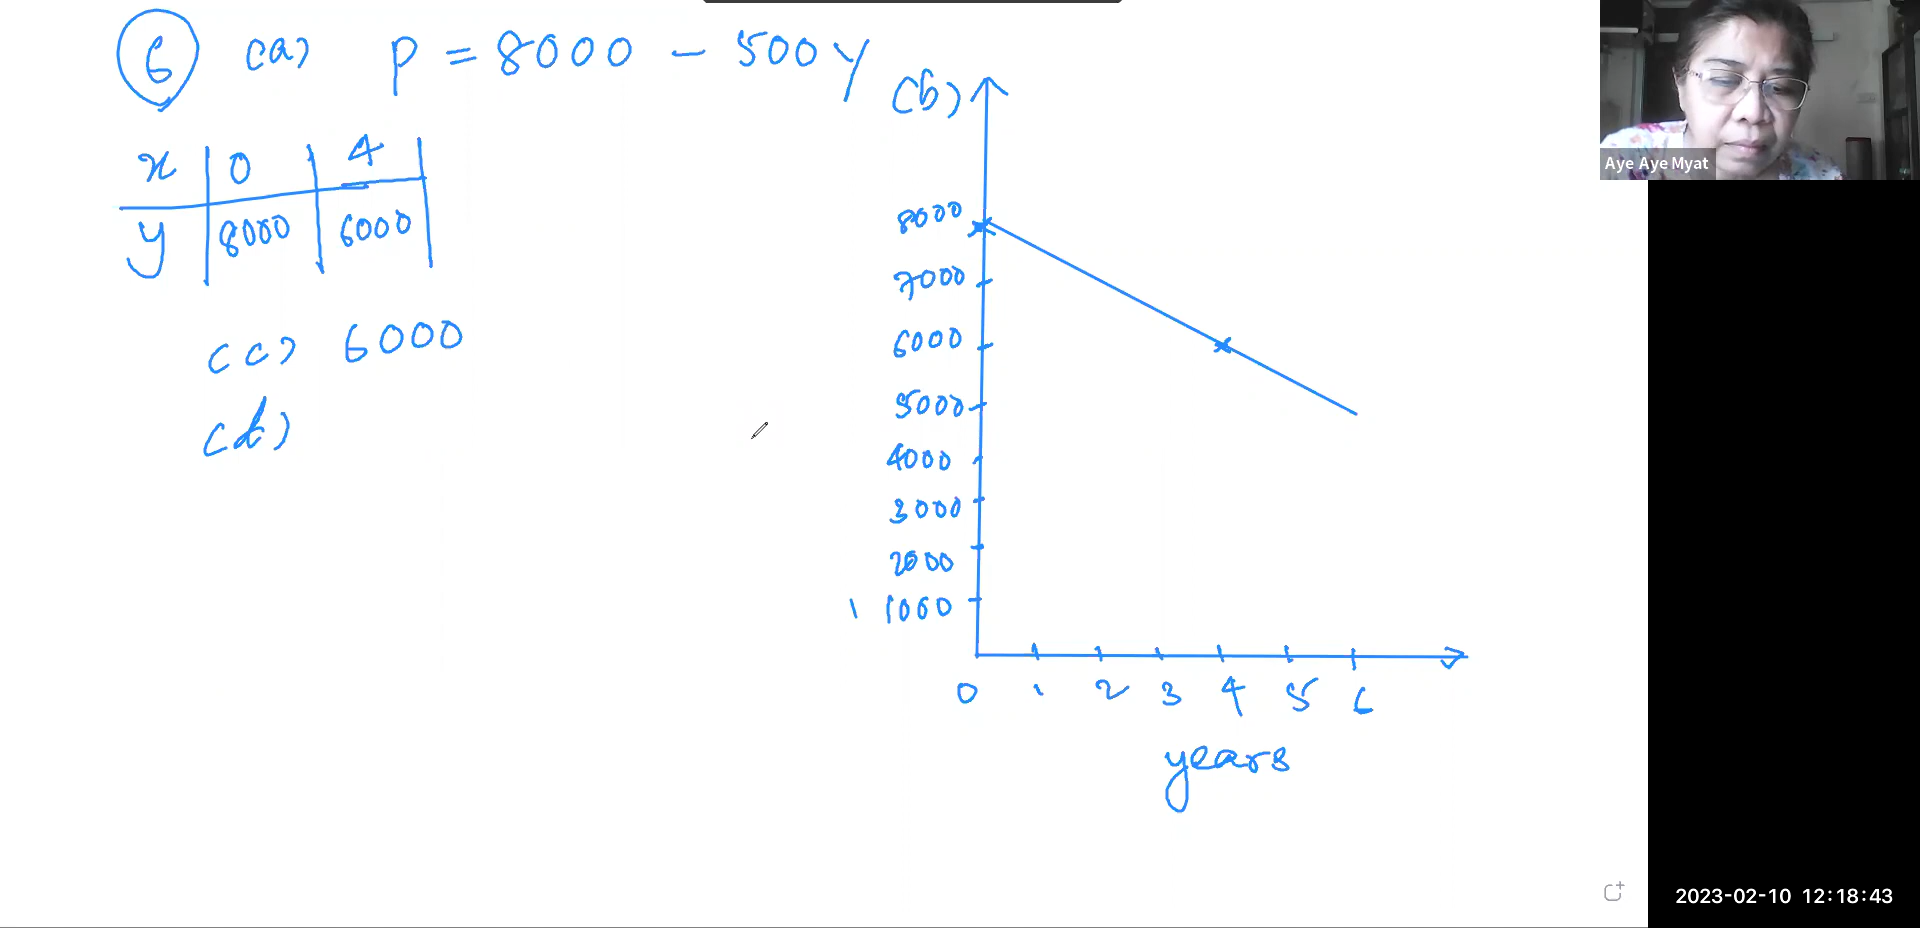 6 (a) P = 8000 - 500Y
x 0 4
y 8000 6000
(c) 6000
(d)
(b)
8000
7000
6000
5000
4000
3000
2000
1000
0 1 2 3 4 5 6
years
Aye Aye Myat
2023-02-10 12:18:43